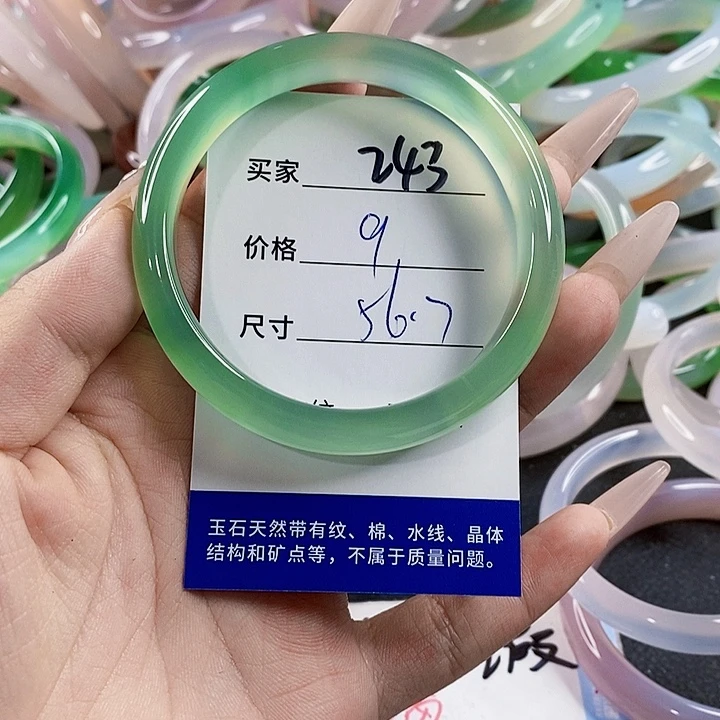 买家 243
价格 9
尺寸 56.7
玉石天然带有纹、棉、水线、晶体
结构和矿点等，不属于质量问题。